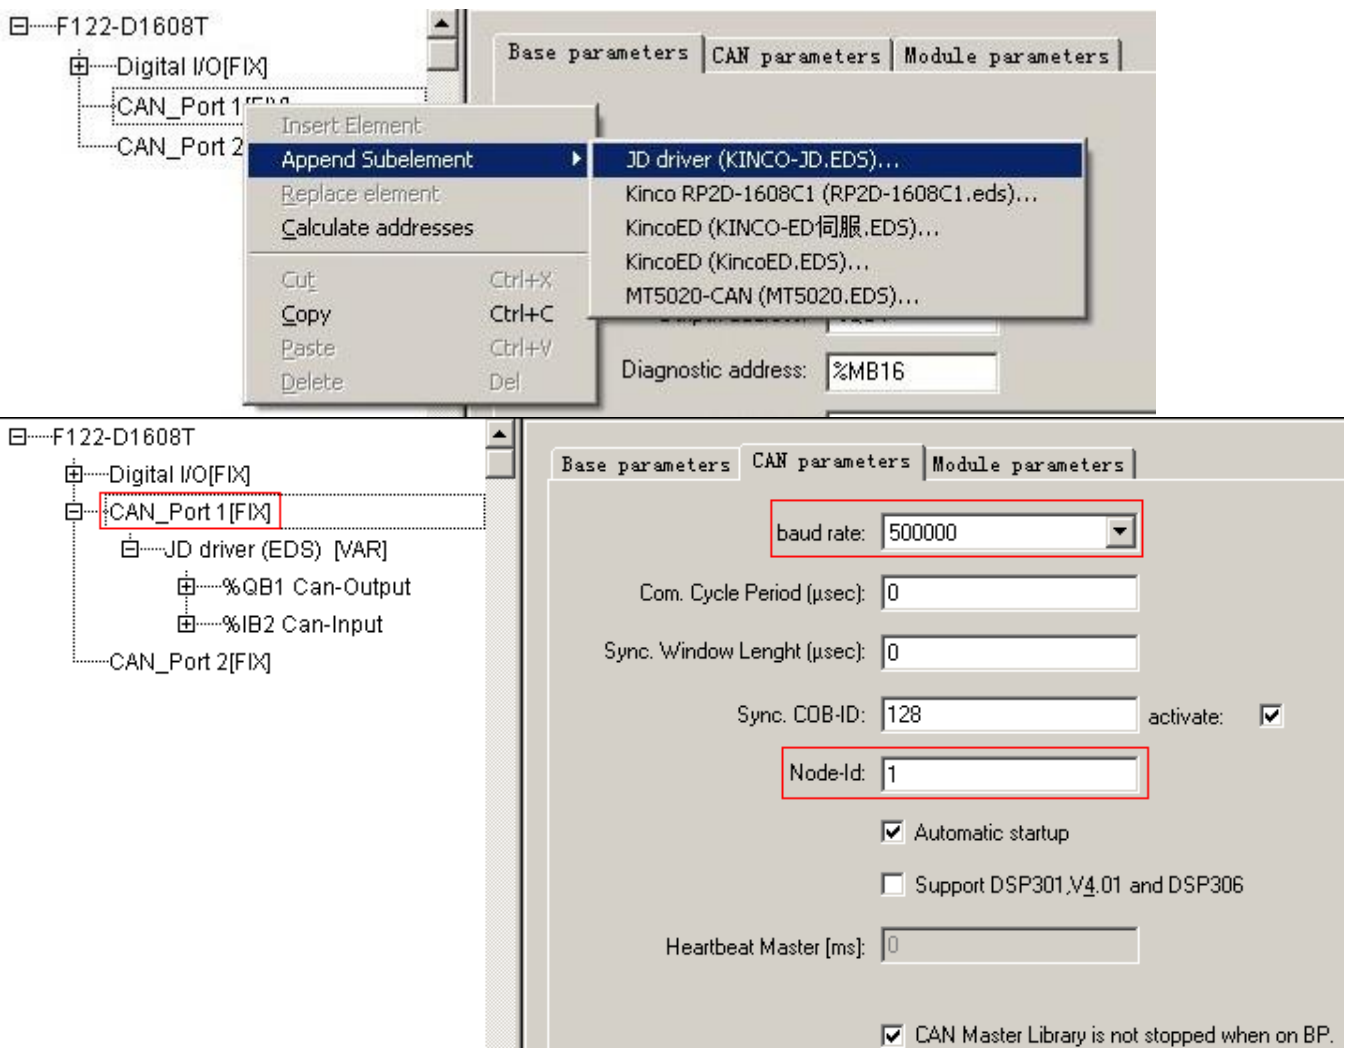 F122-D1608T
Digital I/O[FIX]
CAN_Port 1[FIX]
CAN_Port 2
Base parameters
CAN parameters
Module parameters
Insert Element
Append Subelement
Replace element
Calculate addresses
Cut Ctrl+X
Copy Ctrl+C
Paste Ctrl+V
Delete Del
JD driver (KINCO-JD.EDS)...
Kinco RP2D-1608C1 (RP2D-1608C1.eds)...
KincoED (KINCO-ED伺服.EDS)...
KincoED (KincoED.EDS)...
MT5020-CAN (MT5020.EDS)...
Diagnostic address: %MB16
F122-D1608T
Digital I/O[FIX]
CAN_Port 1[FIX]
JD driver (EDS) [VAR]
%QB1 Can-Output
%IB2 Can-Input
CAN_Port 2[FIX]
Base parameters
CAN parameters
Module parameters
baud rate: 500000
Com. Cycle Period (µsec): 0
Sync. Window Lenght (µsec): 0
Sync. COB-ID: 128 activate:
Node-Id: 1
Automatic startup
Support DSP301,V4.01 and DSP306
Heartbeat Master [ms]: 0
CAN Master Library is not stopped when on BP.